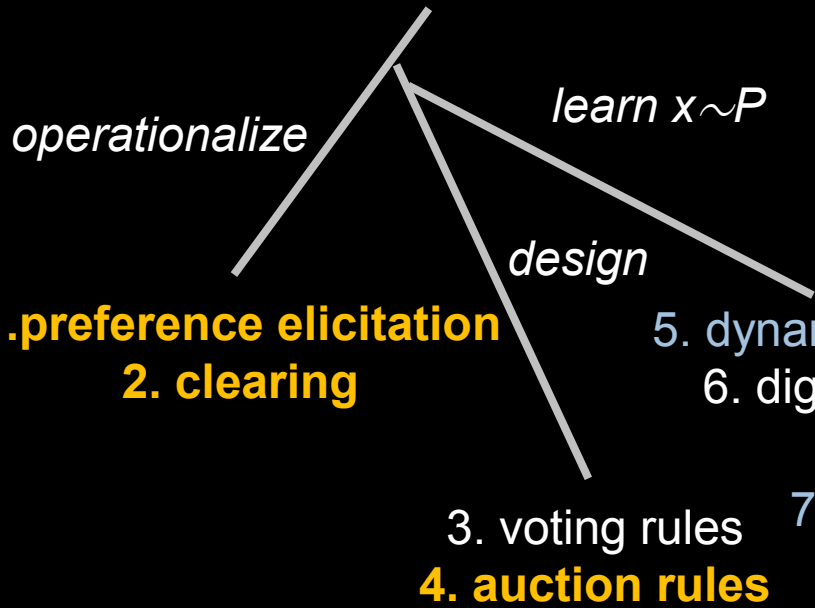 learn x∼P
operationalize
design
.preference elicitation
2. clearing
5. dynar
6. dig
7
3. voting rules
4. auction rules